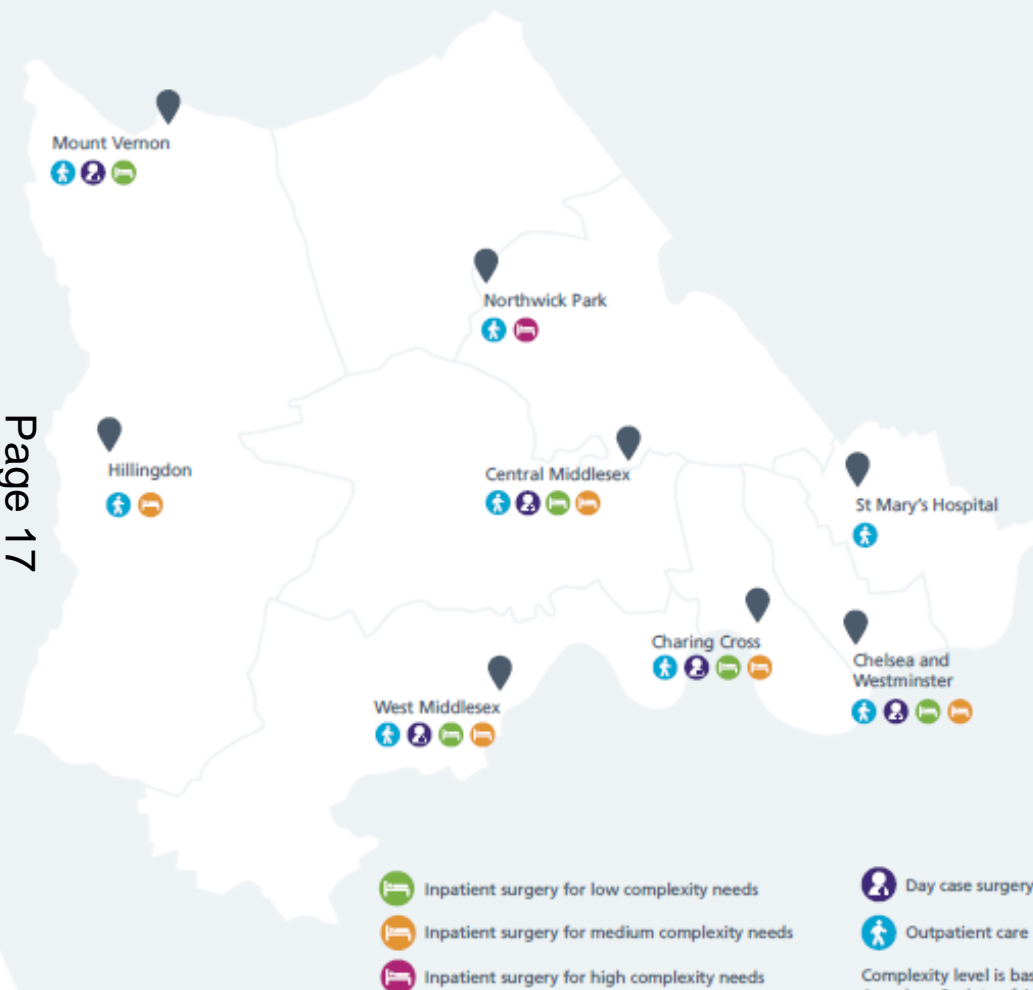 Mount Vernon
Northwick Park
Page 17
Hillingdon
Central Middlesex
St Mary's Hospital
Charing Cross
Chelsea and
Westminster
West Middlesex
Inpatient surgery for low complexity needs
Inpatient surgery for medium complexity needs
Inpatient surgery for high complexity needs
Day case surgery
Outpatient care
Complexity level is bas